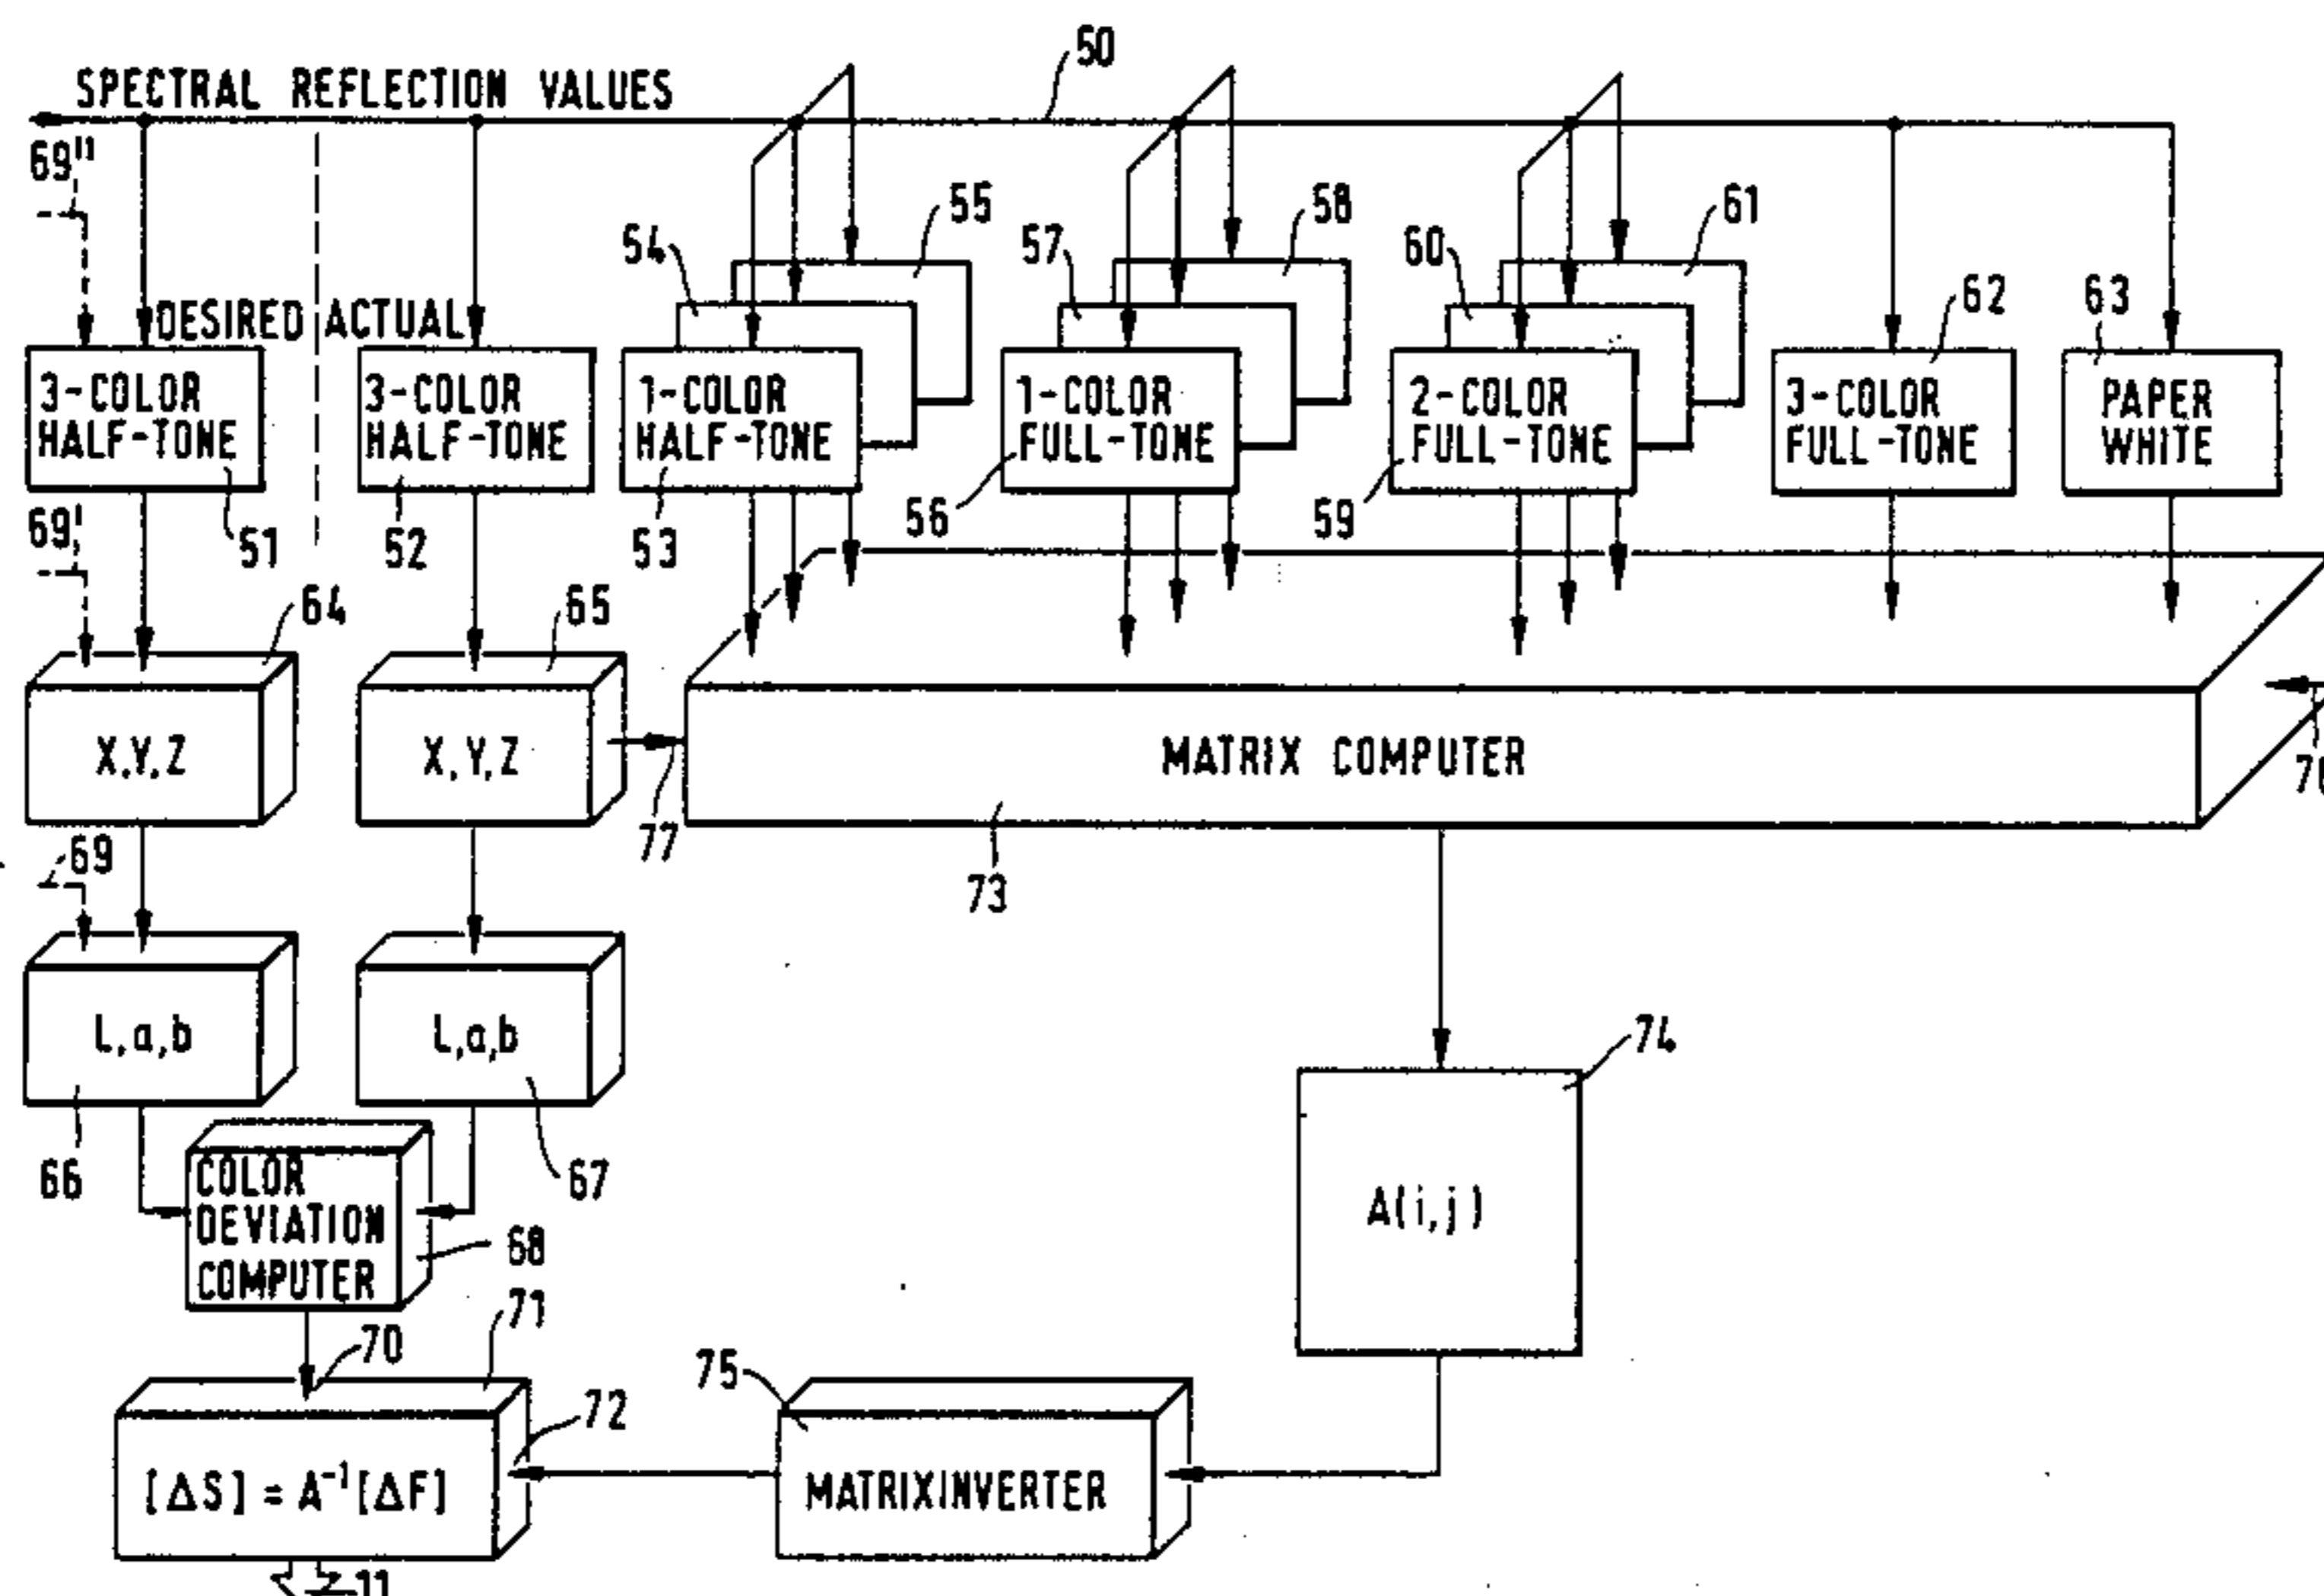 50
SPECTRAL REFLECTION VALUES
69"
55
58
61
54
57
60
62
63
DESIRED ACTUAL
3-COLOR
HALF-TONE
3-COLOR
HALF-TONE
1-COLOR
HALF-TONE
1-COLOR
FULL-TONE
2-COLOR
FULL-TONE
3-COLOR
FULL-TONE
PAPER
WHITE
69'
51
52
53
56
59
64
65
X,Y,Z
X,Y,Z
MATRIX COMPUTER
77
69
73
L,a,b
L,a,b
74
66
67
COLOR
DEVIATION
COMPUTER
68
A(i,j)
71
70
75
72
[ΔS] = A⁻¹[ΔF]
MATRIXINVERTER
11